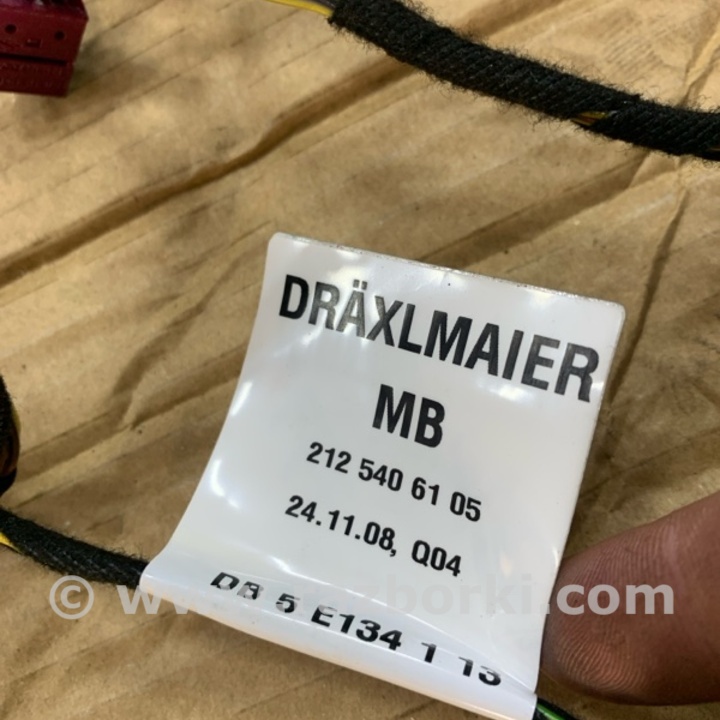 DRÄXLMAIER
MB
212 540 61 05
24.11.08, Q04
DB 5 E134 1 13